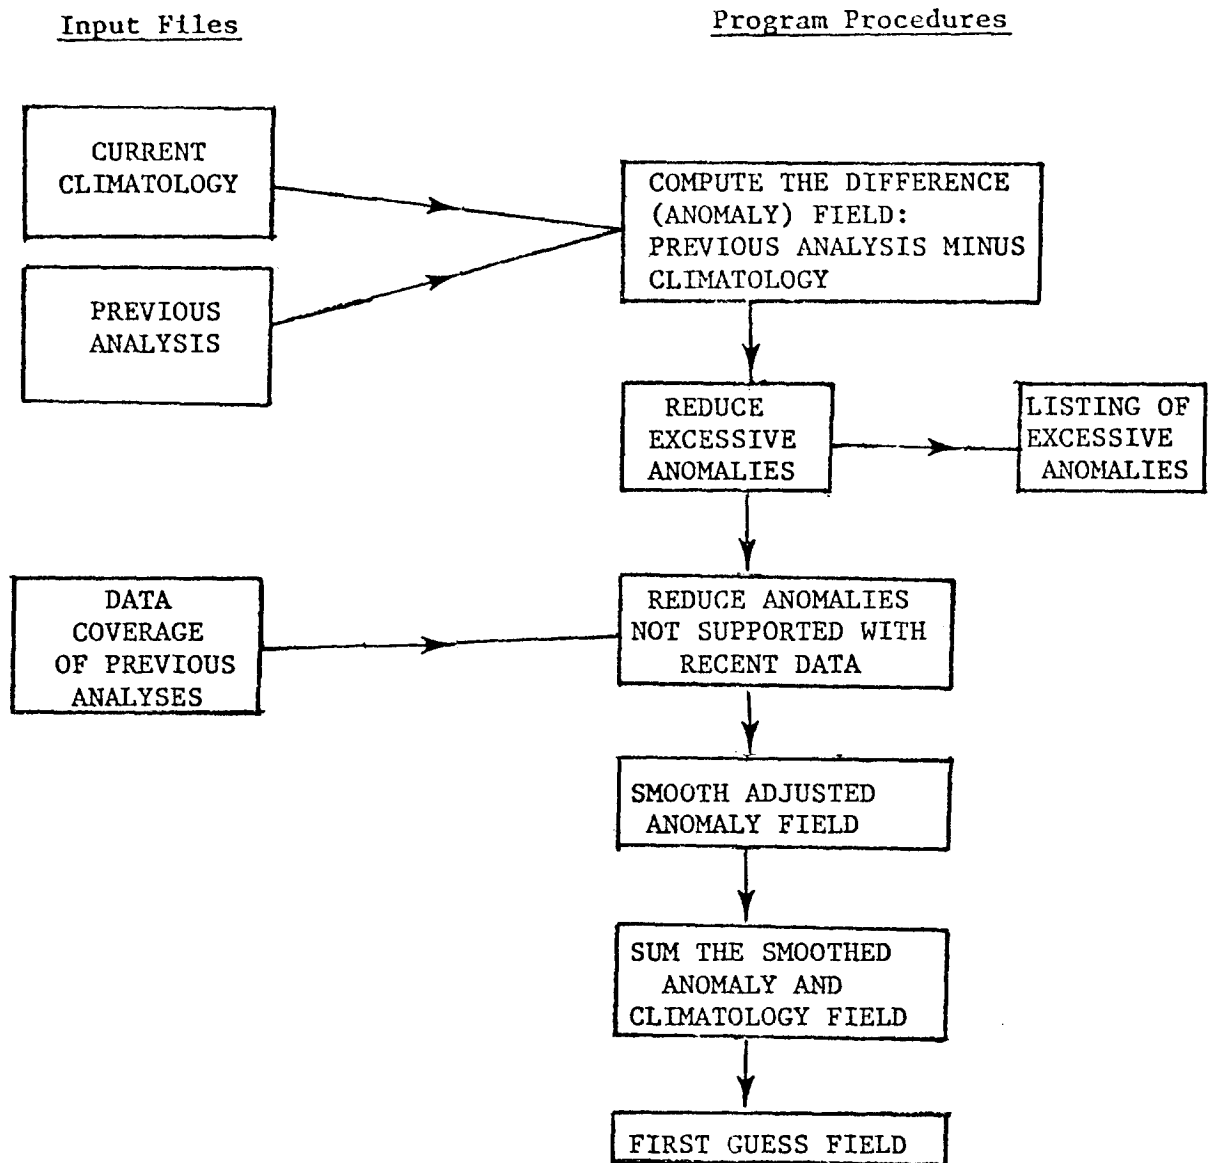 Input Files
Program Procedures
CURRENT
CLIMATOLOGY
COMPUTE THE DIFFERENCE
(ANOMALY) FIELD:
PREVIOUS ANALYSIS MINUS
CLIMATOLOGY
PREVIOUS
ANALYSIS
REDUCE
EXCESSIVE
ANOMALIES
LISTING OF
EXCESSIVE
ANOMALIES
DATA
COVERAGE
OF PREVIOUS
ANALYSES
REDUCE ANOMALIES
NOT SUPPORTED WITH
RECENT DATA
SMOOTH ADJUSTED
ANOMALY FIELD
SUM THE SMOOTHED
ANOMALY AND
CLIMATOLOGY FIELD
FIRST GUESS FIELD